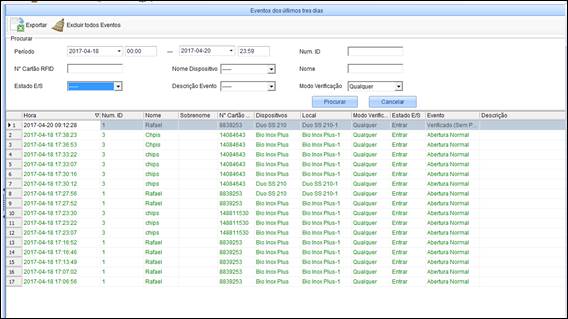 Eventos dos últimos tres dias
Exportar Excluir todos Eventos
Procurar
Período 2017-04-18 00:00 --- 2017-04-20 23:59 Num. ID
N° Cartão RFID Nome Dispositivo ----- Nome
Estado E/S ----- Descrição Evento ----- Modo Verificação Qualquer
Procurar Cancelar
Hora Num. ID Nome Sobrenome N° Cartão ... Dispositivos Local Modo Verific... Estado E/S Evento Descrição
1 2017-04-20 09:12:28 1 Rafael 8839253 Duo SS 210 Duo SS 210-1 Qualquer Entrar Verificado (Sem P...
2 2017-04-18 17:38:23 3 Chpis 14084643 Bio Inox Plus Bio Inox Plus-1 Qualquer Entrar Abertura Normal
3 2017-04-18 17:36:53 3 Chpis 14084643 Bio Inox Plus Bio Inox Plus-1 Qualquer Entrar Abertura Normal
4 2017-04-18 17:33:22 3 chips 14084643 Bio Inox Plus Bio Inox Plus-1 Qualquer Entrar Abertura Normal
5 2017-04-18 17:33:07 3 chips 14084643 Bio Inox Plus Bio Inox Plus-1 Qualquer Entrar Abertura Normal
6 2017-04-18 17:30:16 3 chips 14084643 Bio Inox Plus Bio Inox Plus-1 Qualquer Entrar Abertura Normal
7 2017-04-18 17:30:12 3 chips 14084643 Duo SS 210 Duo SS 210-1 Qualquer Entrar Abertura Normal
8 2017-04-18 17:27:56 1 Rafael 8839253 Duo SS 210 Duo SS 210-1 Qualquer Entrar Abertura Normal
9 2017-04-18 17:27:52 1 Rafael 8839253 Bio Inox Plus Bio Inox Plus-1 Qualquer Entrar Abertura Normal
10 2017-04-18 17:23:30 3 chips 148811530 Bio Inox Plus Bio Inox Plus-1 Qualquer Entrar Abertura Normal
11 2017-04-18 17:23:22 3 chips 148811530 Bio Inox Plus Bio Inox Plus-1 Qualquer Entrar Abertura Normal
12 2017-04-18 17:23:07 3 chips 148811530 Bio Inox Plus Bio Inox Plus-1 Qualquer Entrar Abertura Normal
13 2017-04-18 17:16:52 1 Rafael 8839253 Bio Inox Plus Bio Inox Plus-1 Qualquer Entrar Abertura Normal
14 2017-04-18 17:16:46 1 Rafael 8839253 Bio Inox Plus Bio Inox Plus-1 Qualquer Entrar Abertura Normal
15 2017-04-18 17:13:49 1 Rafael 8839253 Bio Inox Plus Bio Inox Plus-1 Qualquer Entrar Abertura Normal
16 2017-04-18 17:07:02 1 Rafael 8839253 Bio Inox Plus Bio Inox Plus-1 Qualquer Entrar Abertura Normal
17 2017-04-18 17:06:56 1 Rafael 8839253 Bio Inox Plus Bio Inox Plus-1 Qualquer Entrar Abertura Normal